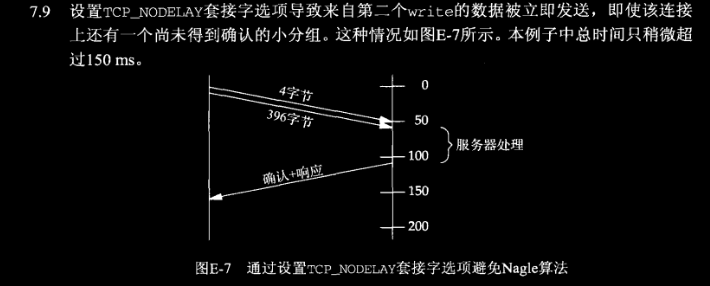 7.9 设置TCP_NODELAY套接字选项导致来自第二个write的数据被立即发送，即使该连接
上还有一个尚未得到确认的小分组。这种情况如图E-7所示。本例子中总时间只稍微超
过150 ms。
0
4字节
396字节
50
服务器处理
100
确认+响应
150
200
图E-7 通过设置TCP_NODELAY套接字选项避免Nagle算法